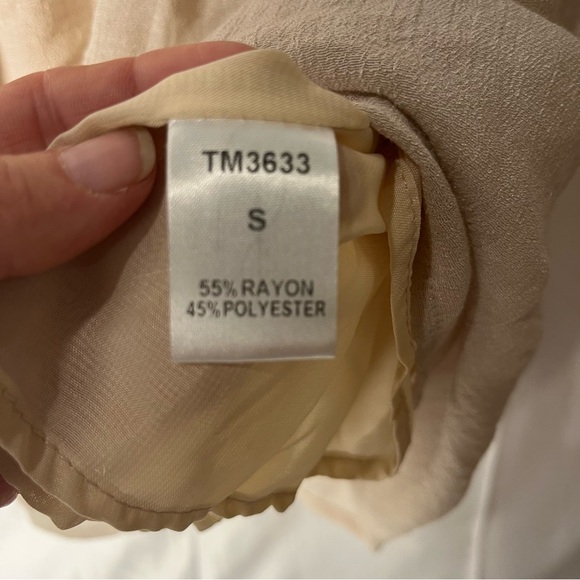 TM3633
S
55% RAYON
45% POLYESTER